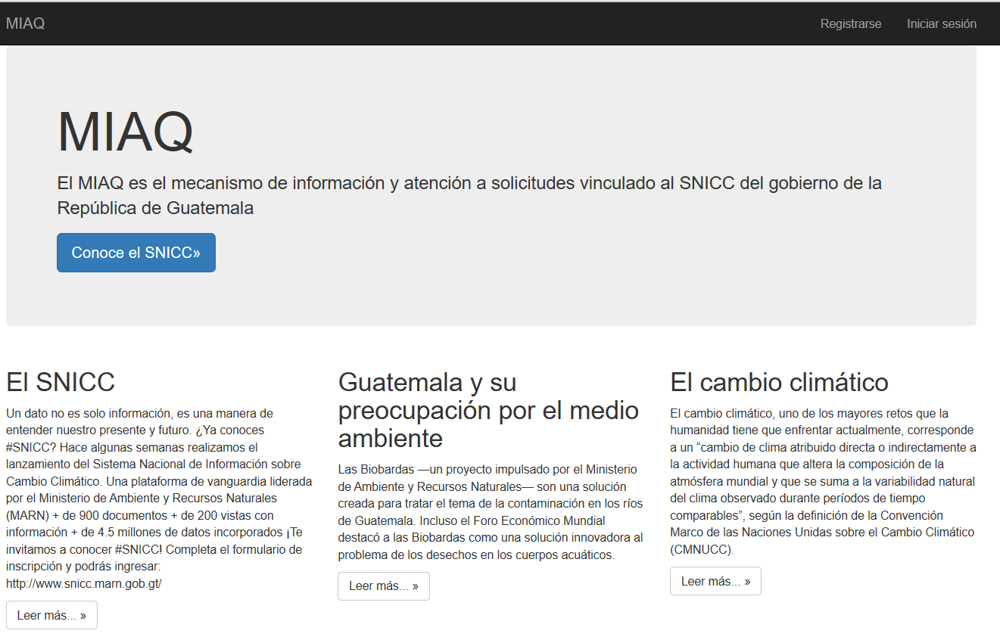 MIAQ
Registrarse
Iniciar sesión
MIAQ
El MIAQ es el mecanismo de información y atención a solicitudes vinculado al SNICC del gobierno de la
República de Guatemala
Conoce el SNICC»
El SNICC
Un dato no es solo información, es una manera de
entender nuestro presente y futuro. ¿Ya conoces
#SNICC? Hace algunas semanas realizamos el
lanzamiento del Sistema Nacional de Información sobre
Cambio Climático. Una plataforma de vanguardia liderada
por el Ministerio de Ambiente y Recursos Naturales
(MARN) + de 900 documentos + de 200 vistas con
información + de 4.5 millones de datos incorporados ¡Te
invitamos a conocer #SNICC! Completa el formulario de
inscripción y podrás ingresar:
http://www.snicc.marn.gob.gt/
Leer más... »
Guatemala y su
preocupación por el medio
ambiente
Las Biobardas —un proyecto impulsado por el Ministerio
de Ambiente y Recursos Naturales— son una solución
creada para tratar el tema de la contaminación en los ríos
de Guatemala. Incluso el Foro Económico Mundial
destacó a las Biobardas como una solución innovadora al
problema de los desechos en los cuerpos acuáticos.
Leer más... »
El cambio climático
El cambio climático, uno de los mayores retos que la
humanidad tiene que enfrentar actualmente, corresponde
a un “cambio de clima atribuido directa o indirectamente a
la actividad humana que altera la composición de la
atmósfera mundial y que se suma a la variabilidad natural
del clima observado durante períodos de tiempo
comparables”, según la definición de la Convención
Marco de las Naciones Unidas sobre el Cambio Climático
(CMNUCC).
Leer más... »